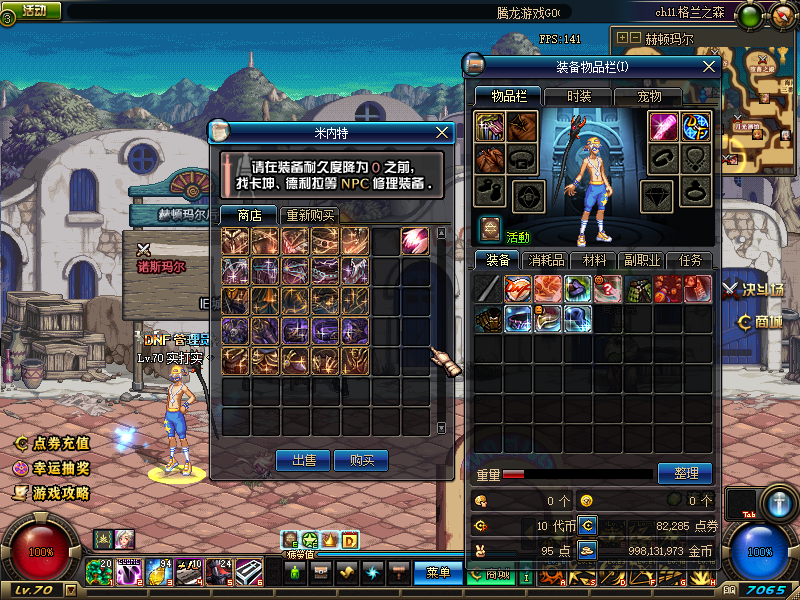 活动
3
腾龙游戏GO(
ch11.格兰之森
FPS:141
赫顿玛尔
装备物品栏(I)
物品栏 时装 宠物
米内特
请在装备耐久度降为 0 之前,
找卡坤、德利拉等 NPC 修理装备.
商店 重新购买
赫顿玛尔
诺斯玛尔
DNF 管理员
Lv.70 实打实
活動
装备 消耗品 材料 副职业 任务
决斗场
商城
点券充值
幸运抽奖
游戏攻略
出售 购买
重量 整理
0 个 0 个
10 代币 82,285 点券
95 点 998,131,973 金币
Tab
疲劳值
100%
100%
菜单
商城
Lv.70
SP 7065